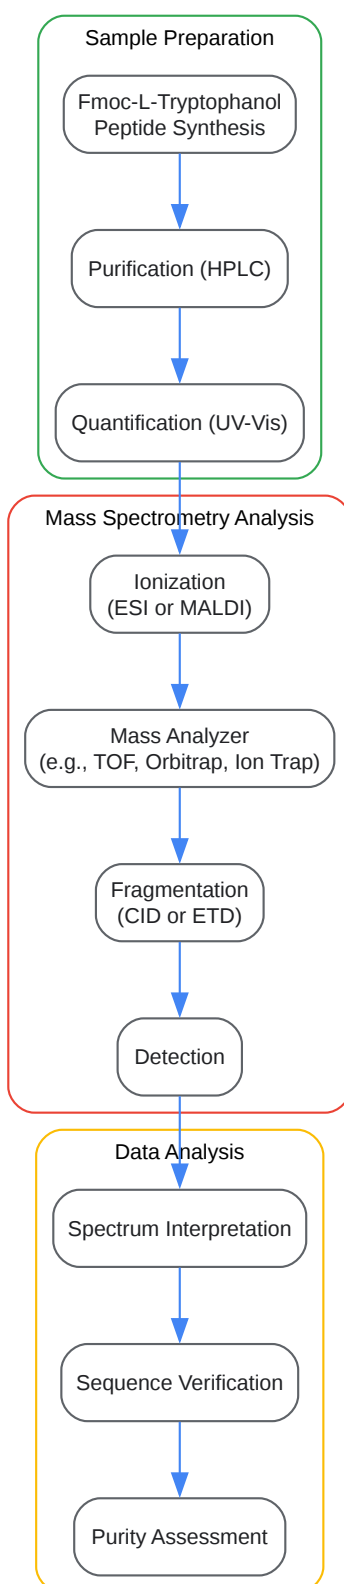 Sample Preparation
Fmoc-L-Tryptophanol
Peptide Synthesis
Purification (HPLC)
Quantification (UV-Vis)
Mass Spectrometry Analysis
Ionization
(ESI or MALDI)
Mass Analyzer
(e.g., TOF, Orbitrap, Ion Trap)
Fragmentation
(CID or ETD)
Detection
Data Analysis
Spectrum Interpretation
Sequence Verification
Purity Assessment